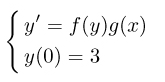 y′ = f(y)g(x)
y(0) = 3